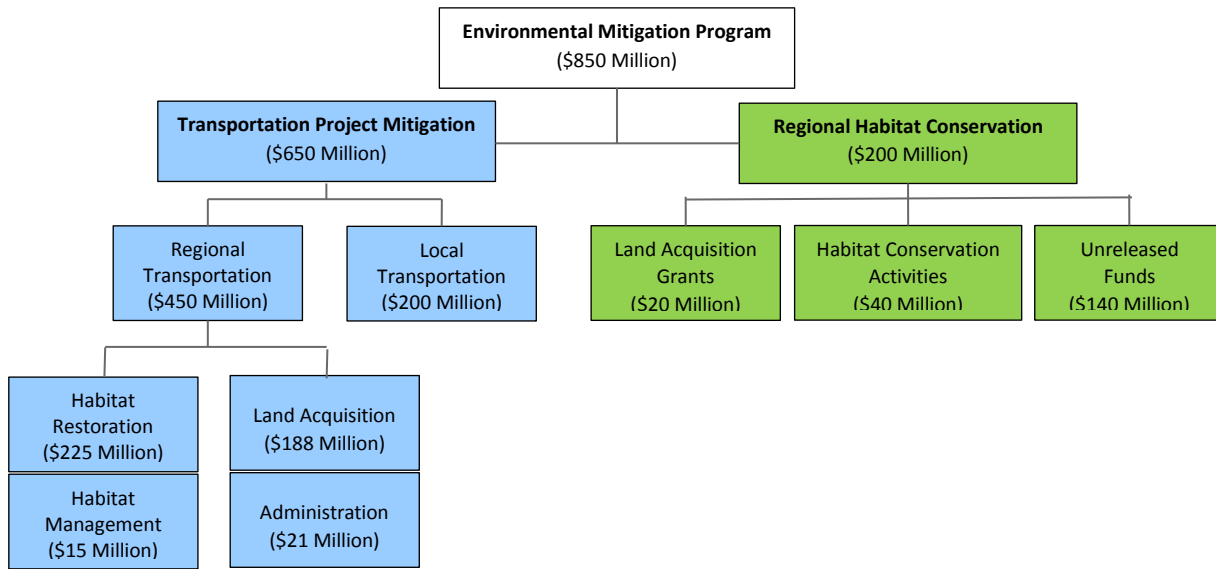 Environmental Mitigation Program
($850 Million)
Transportation Project Mitigation
($650 Million)
Regional Habitat Conservation
($200 Million)
Regional
Transportation
($450 Million)
Local
Transportation
($200 Million)
Land Acquisition
Grants
($20 Million)
Habitat Conservation
Activities
($40 Million)
Unreleased
Funds
($140 Million)
Habitat
Restoration
($225 Million)
Land Acquisition
($188 Million)
Habitat
Management
($15 Million)
Administration
($21 Million)